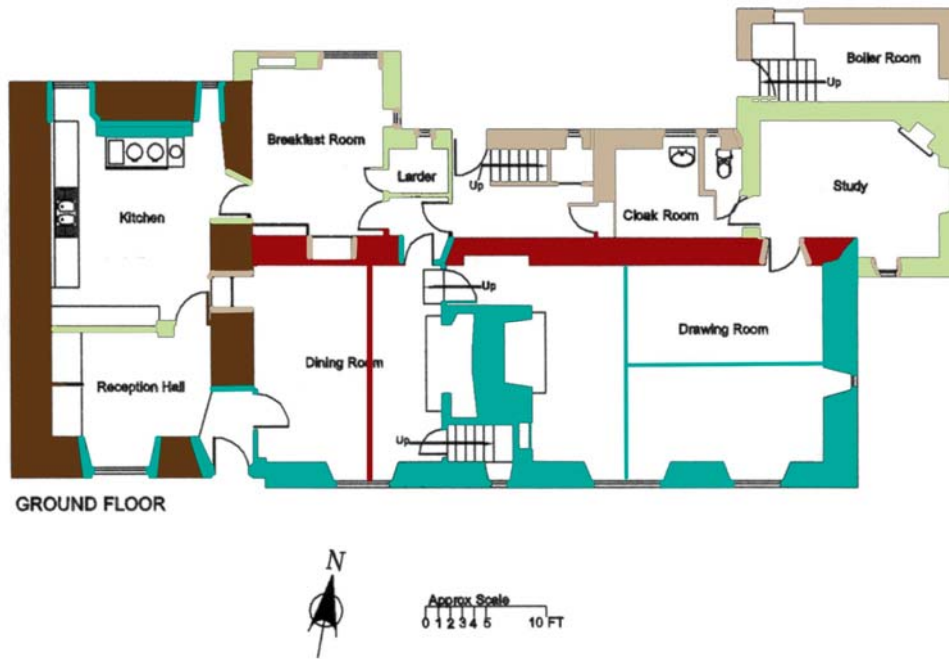 Boiler Room
Up
Breakfast Room
Larder
Up
Study
Kitchen
Cloak Room
Up
Drawing Room
Dining Room
Reception Hall
Up
GROUND FLOOR
N
Approx Scale
0 1 2 3 4 5 10 FT